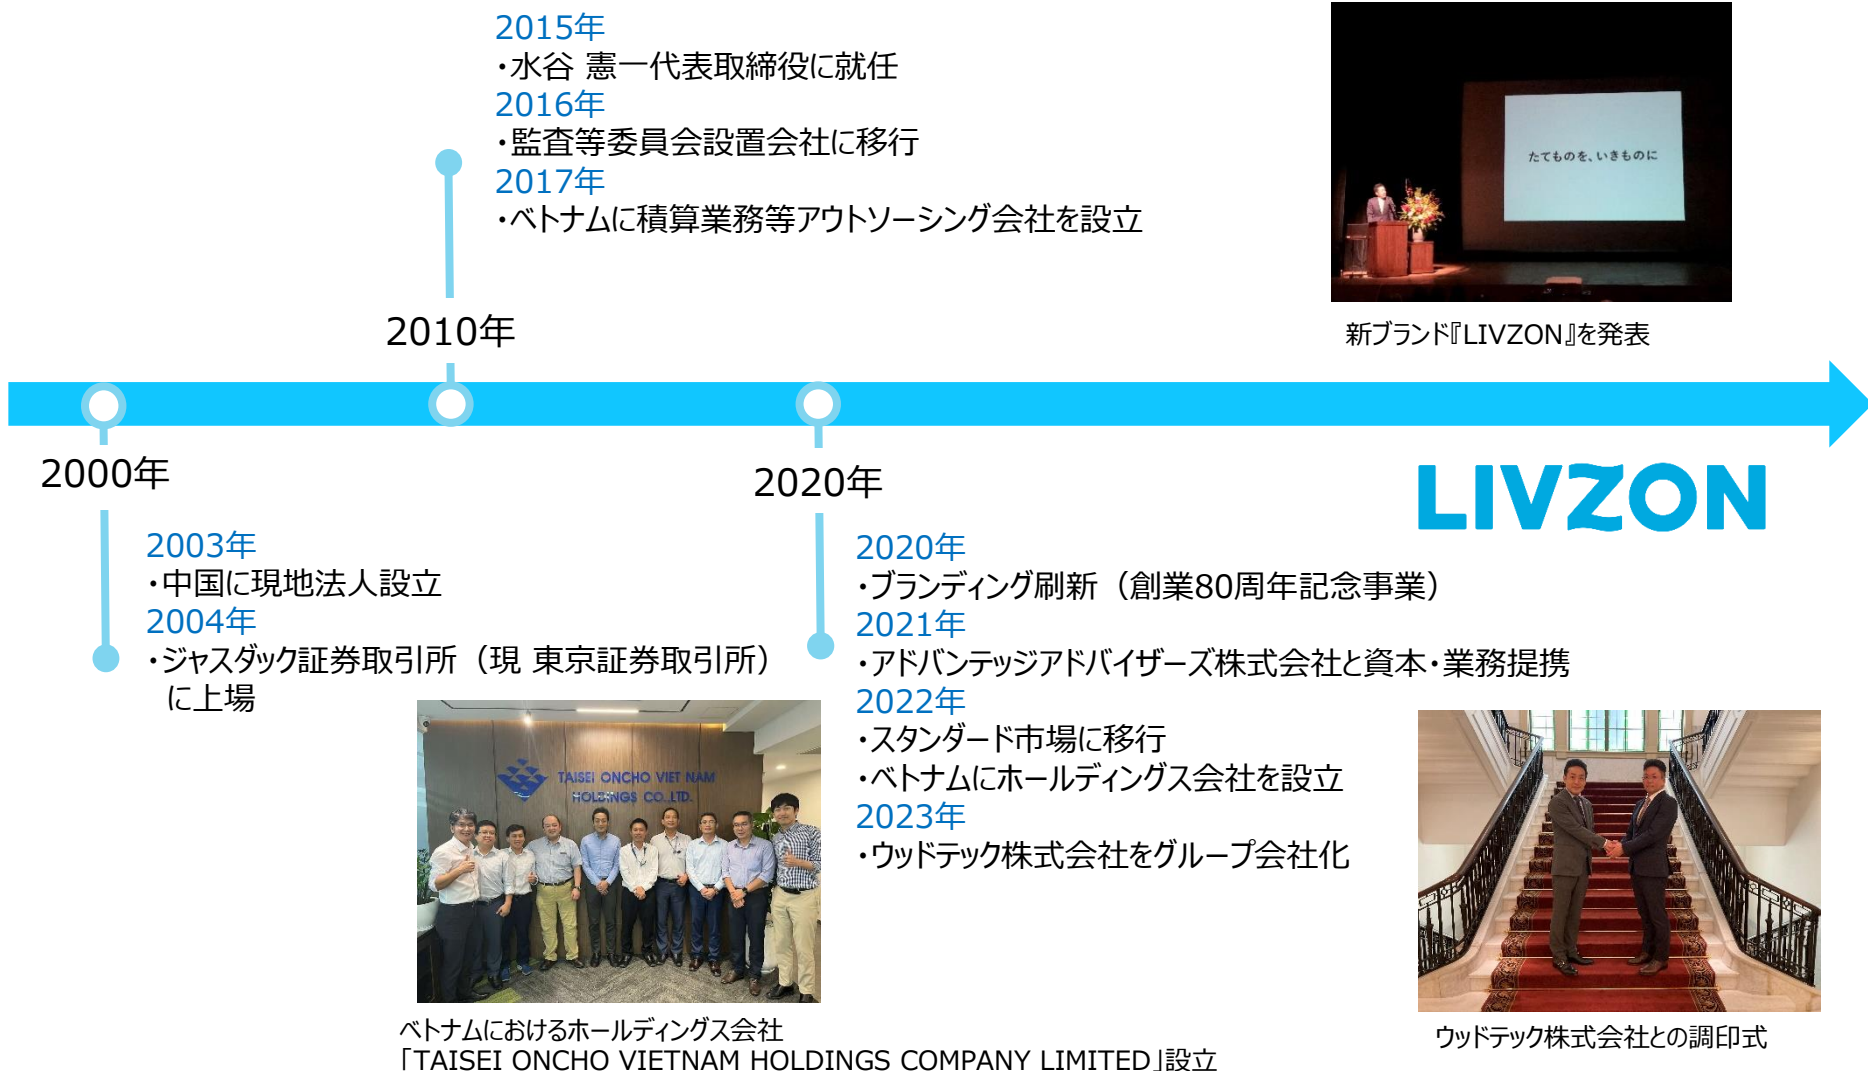 2015年
・水谷 憲一代表取締役に就任
2016年
・監査等委員会設置会社に移行
2017年
・ベトナムに積算業務等アウトソーシング会社を設立
たてものを、いきものに
新ブランド『LIVZON』を発表
2010年
2000年
2020年
LIVZON
2003年
・中国に現地法人設立
2004年
・ジャスダック証券取引所（現 東京証券取引所）
に上場
2020年
・ブランディング刷新（創業80周年記念事業）
2021年
・アドバンテッジアドバイザーズ株式会社と資本・業務提携
2022年
・スタンダード市場に移行
・ベトナムにホールディングス会社を設立
2023年
・ウッドテック株式会社をグループ会社化
TAISEI ONCHO VIET NAM
HOLDINGS CO.,LTD.
ベトナムにおけるホールディングス会社
「TAISEI ONCHO VIETNAM HOLDINGS COMPANY LIMITED」設立
ウッドテック株式会社との調印式